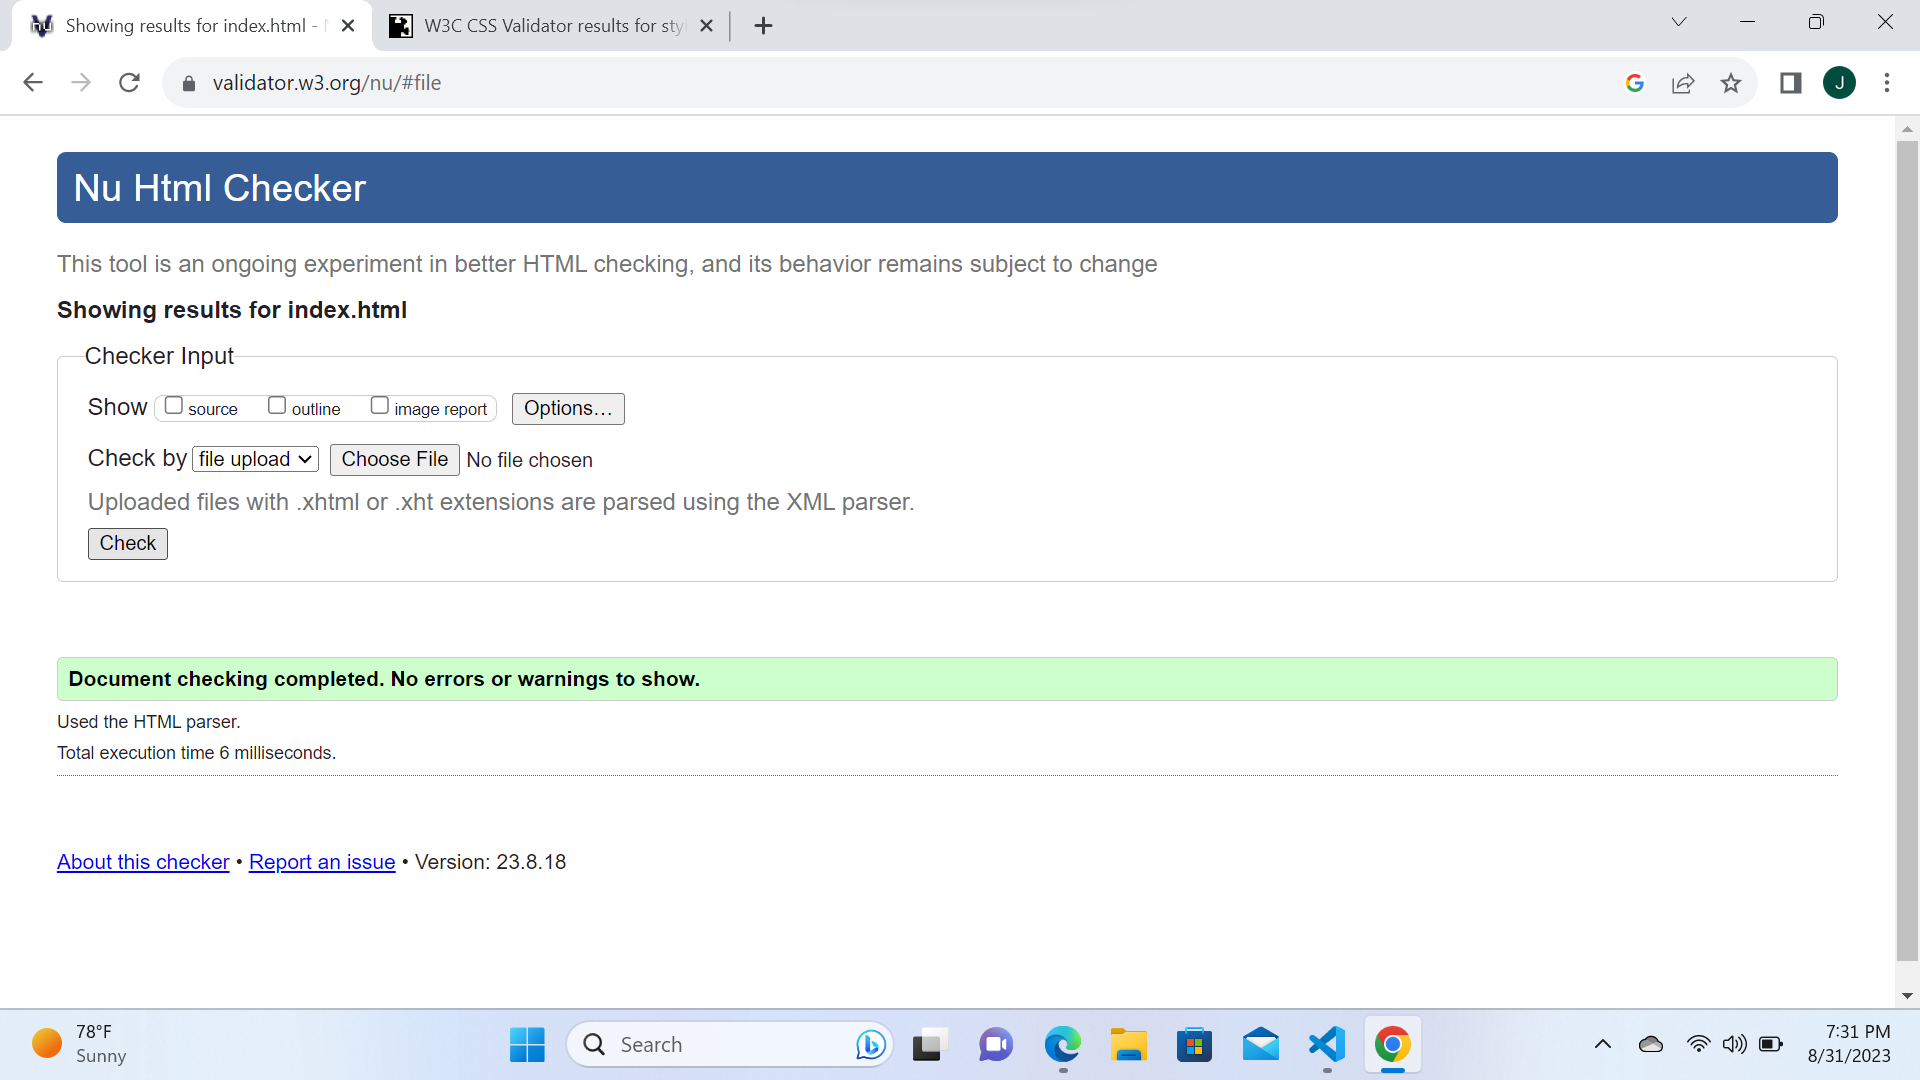 Showing results for index.html -
W3C CSS Validator results for sty
validator.w3.org/nu/#file
J
Nu Html Checker
This tool is an ongoing experiment in better HTML checking, and its behavior remains subject to change
Showing results for index.html
Checker Input
Show source outline image report Options...
Check by file upload Choose File No file chosen
Uploaded files with .xhtml or .xht extensions are parsed using the XML parser.
Check
Document checking completed. No errors or warnings to show.
Used the HTML parser.
Total execution time 6 milliseconds.
About this checker • Report an issue • Version: 23.8.18
78°F
Sunny
Search
7:31 PM
8/31/2023